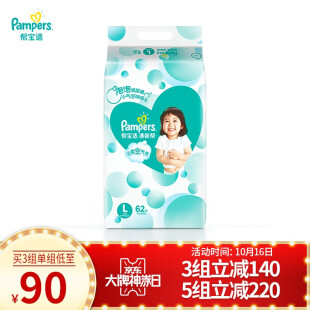 Pampers
帮宝适
Pampers
帮宝适 清新帮
L
62
买3组单组低至
¥90
京东
大牌神券日
活动时间:10月16日
3组立减140
5组立减220